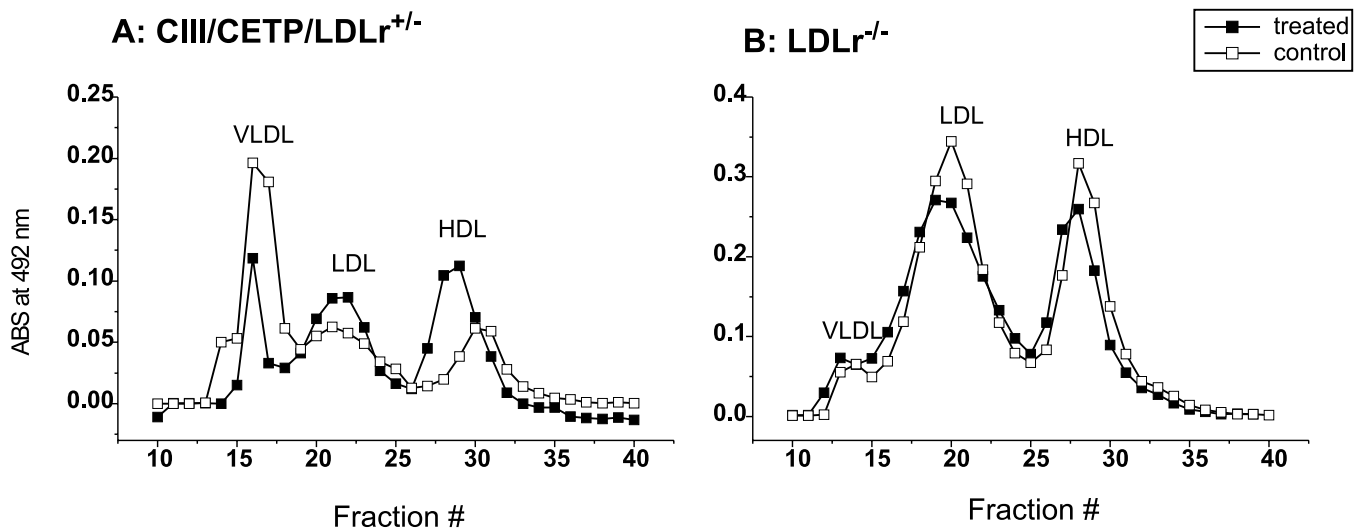 A: CIII/CETP/LDLr+/-
B: LDLr-/-
treated
control
0.25
0.20
0.15
0.10
0.05
0.00
ABS at 492 nm
VLDL
LDL
HDL
10 15 20 25 30 35 40
Fraction #
0.4
0.3
0.2
0.1
0.0
VLDL
LDL
HDL
10 15 20 25 30 35 40
Fraction #